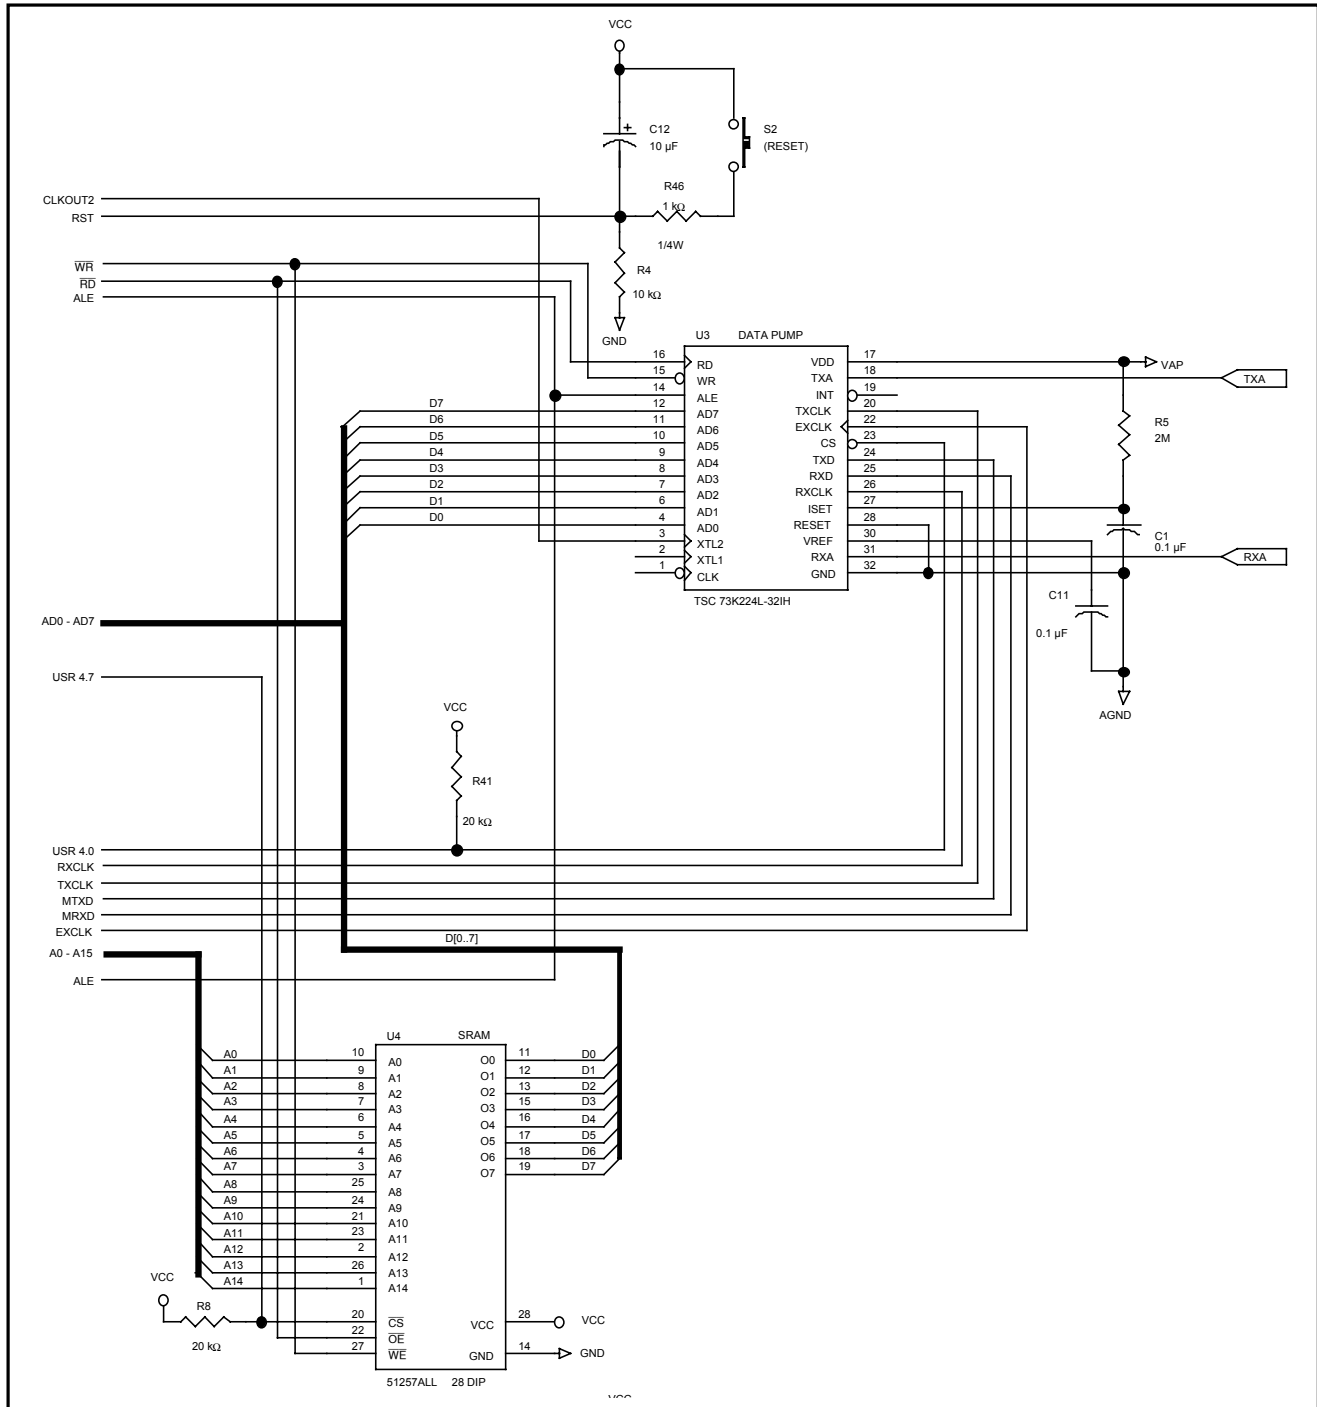 VCC
C12
10 µF
S2
(RESET)
R46
1 kΩ
1/4W
CLKOUT2
RST
WR
RD
ALE
R4
10 kΩ
GND
U3 DATA PUMP
16 RD
15 WR
14 ALE
12 AD7
11 AD6
10 AD5
9 AD4
8 AD3
7 AD2
6 AD1
4 AD0
3 XTL2
2 XTL1
1 CLK
D7
D6
D5
D4
D3
D2
D1
D0
VDD 17
TXA 18
INT 19
TXCLK 20
EXCLK 22
CS 23
TXD 24
RXD 25
RXCLK 26
ISET 27
RESET 28
VREF 30
RXA 31
GND 32
TSC 73K224L-32IH
VAP
TXA
R5
2M
C1
0.1 µF
RXA
C11
0.1 µF
AGND
AD0 - AD7
USR 4.7
VCC
R41
20 kΩ
USR 4.0
RXCLK
TXCLK
MTXD
MRXD
EXCLK
A0 - A15
ALE
D[0..7]
U4 SRAM
A0 10 A0
A1 9 A1
A2 8 A2
A3 7 A3
A4 6 A4
A5 5 A5
A6 4 A6
A7 3 A7
A8 25 A8
A9 24 A9
A10 21 A10
A11 23 A11
A12 2 A12
A13 26 A13
A14 1 A14
O0 11 D0
O1 12 D1
O2 13 D2
O3 15 D3
O4 16 D4
O5 17 D5
O6 18 D6
O7 19 D7
VCC
R8
20 kΩ
20 CS
22 OE
27 WE
VCC 28 VCC
GND 14 GND
51257ALL 28 DIP